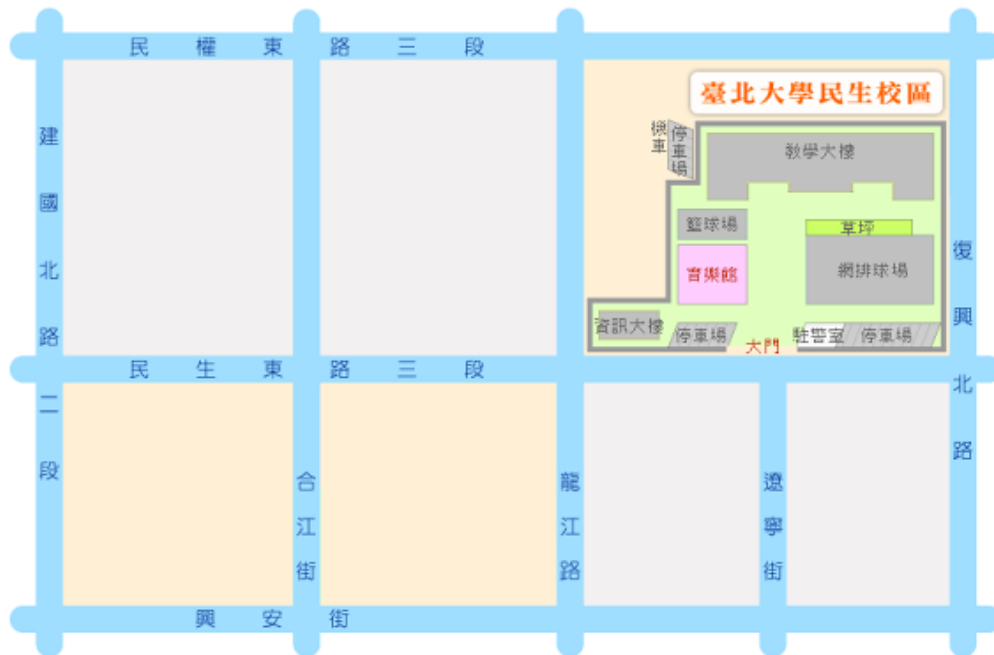 民權東路三段
臺北大學民生校區
機車
停車場
教學大樓
建國北路二段
籃球場
草坪
復興北路
育樂館
網排球場
資訊大樓
停車場
駐警室
停車場
大門
民生東路三段
合江街
龍江路
遼寧街
興安街